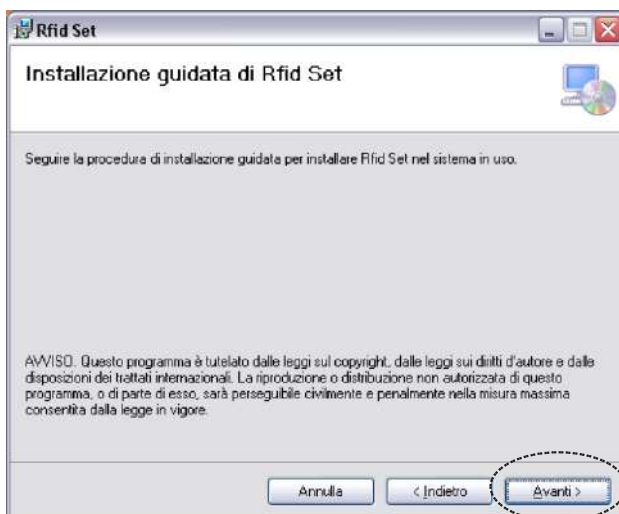 Rfid Set
Installazione guidata di Rfid Set
Seguire la procedura di installazione guidata per installare Rfid Set nel sistema in uso.
AVVISO. Questo programma è tutelato dalle leggi sul copyright, dalle leggi sui diritti d'autore e dalle
disposizioni dei trattati internazionali. La riproduzione o distribuzione non autorizzata di questo
programma, o di parte di esso, sarà perseguibile civilmente e penalmente nella misura massima
consentita dalla legge in vigore.
Annulla < Indietro Avanti >